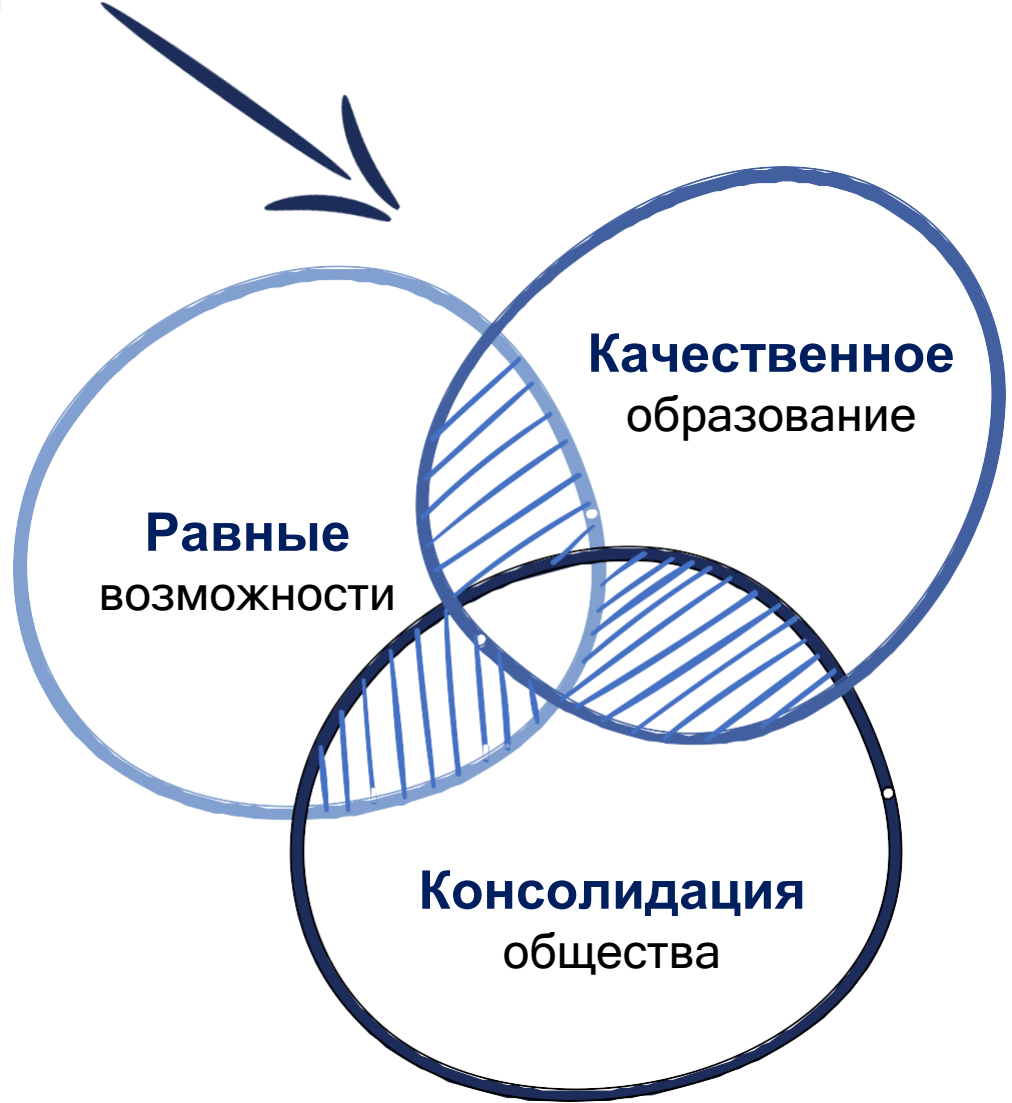 Качественное
образование
Равные
возможности
Консолидация
общества